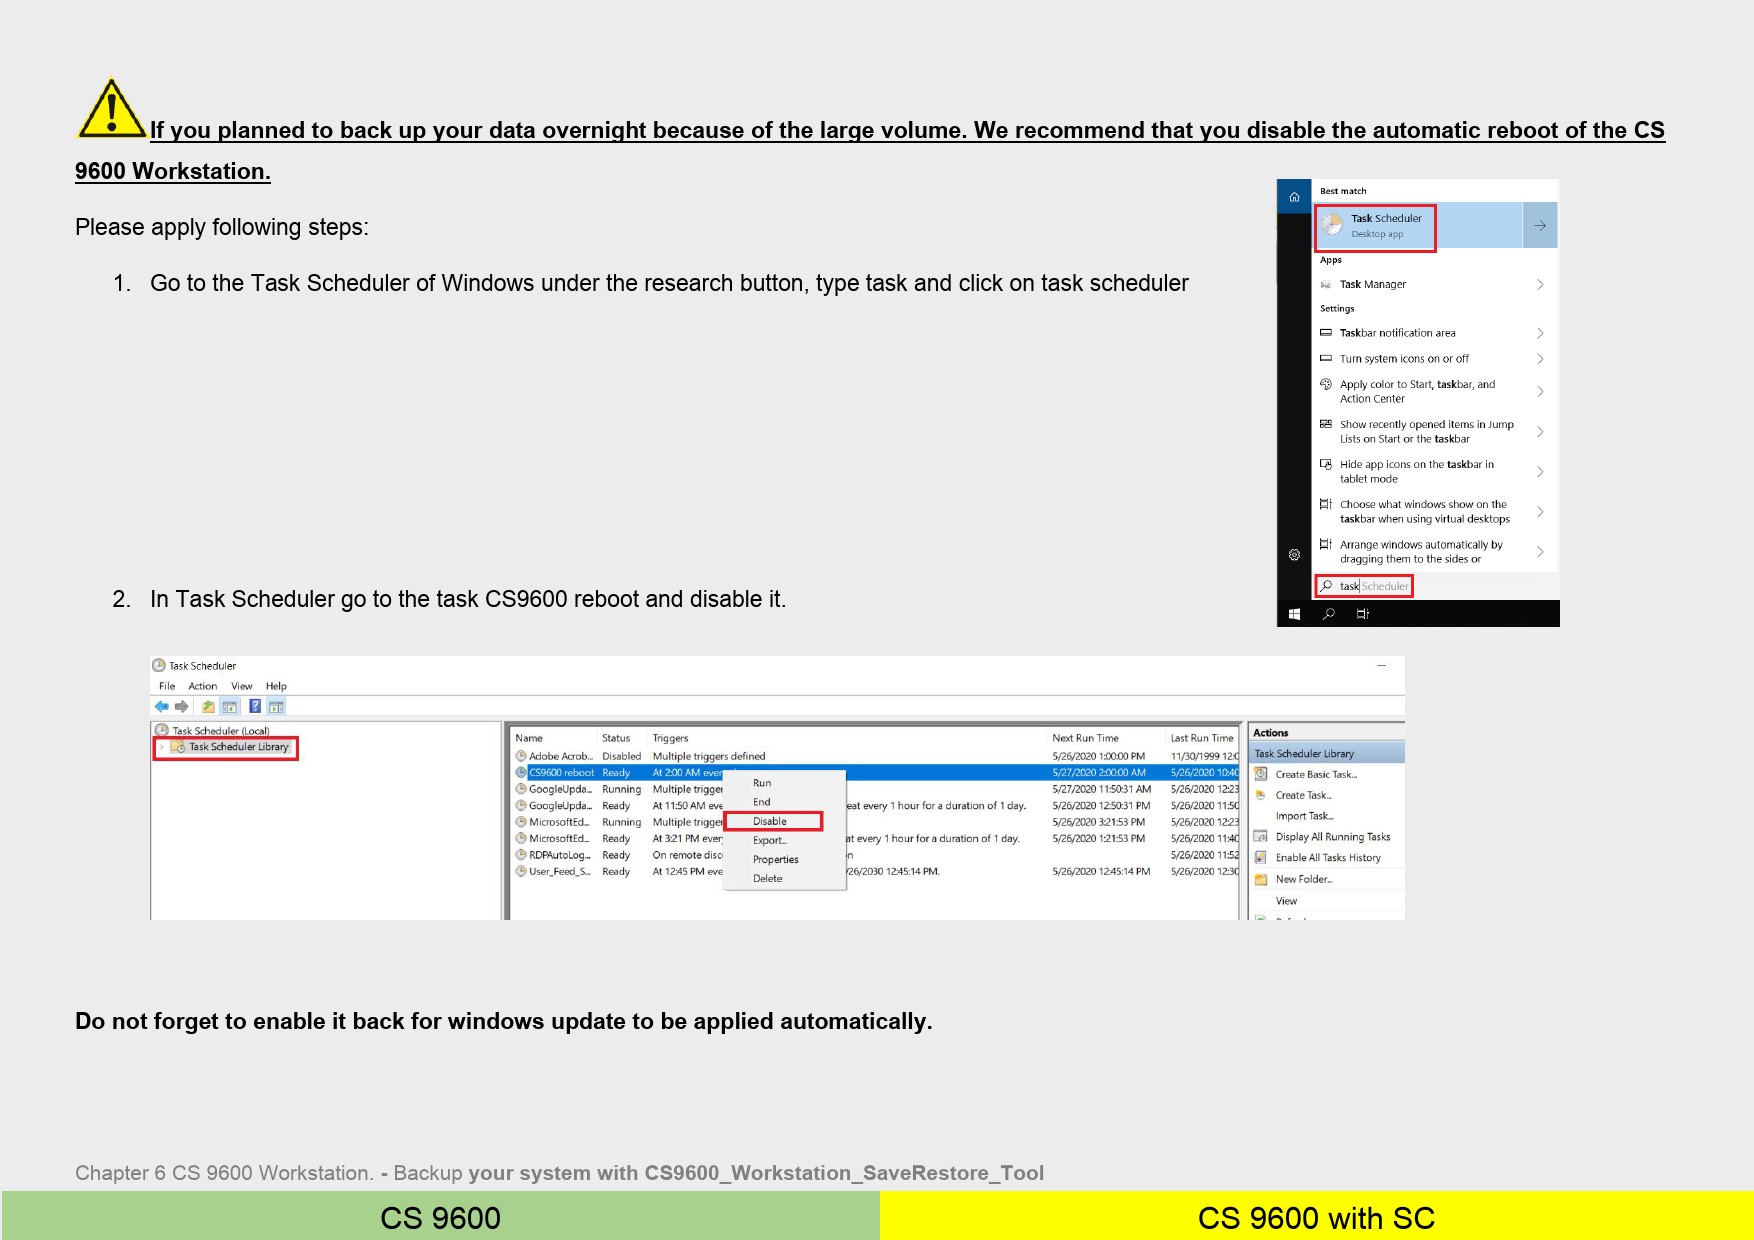 If you planned to back up your data overnight because of the large volume. We recommend that you disable the automatic reboot of the CS
9600 Workstation.
Please apply following steps:
1. Go to the Task Scheduler of Windows under the research button, type task and click on task scheduler
Best match
Task Scheduler
Desktop app
Apps
Task Manager
Settings
Taskbar notification area
Turn system icons on or off
Apply color to Start, taskbar, and
Action Center
Show recently opened items in Jump
Lists on Start or the taskbar
Hide app icons on the taskbar in
tablet mode
Choose what windows show on the
taskbar when using virtual desktops
Arrange windows automatically by
dragging them to the sides or
task Scheduler
2. In Task Scheduler go to the task CS9600 reboot and disable it.
Task Scheduler
File Action View Help
Task Scheduler (Local)
Task Scheduler Library
Name Status Triggers Next Run Time Last Run Time
Adobe Acrob... Disabled Multiple triggers defined 5/26/2020 1:00:00 PM 11/30/1999 12:0
CS9600 reboot Ready At 2:00 AM ever 5/27/2020 2:00:00 AM 5/26/2020 10:40
GoogleUpda... Running Multiple trigge 5/27/2020 11:50:31 AM 5/26/2020 12:23
GoogleUpda... Ready At 11:50 AM eve eat every 1 hour for a duration of 1 day. 5/26/2020 12:50:31 PM 5/26/2020 11:50
MicrosoftEd... Running Multiple trigge 5/26/2020 3:21:53 PM 5/26/2020 12:23
MicrosoftEd... Ready At 3:21 PM ever at every 1 hour for a duration of 1 day. 5/26/2020 1:21:53 PM 5/26/2020 11:40
RDPAutoLog... Ready On remote disc n 5/26/2020 11:52
User_Feed_S... Ready At 12:45 PM eve /26/2030 12:45:14 PM. 5/26/2020 12:45:14 PM 5/26/2020 12:30
Run
End
Disable
Export...
Properties
Delete
Actions
Task Scheduler Library
Create Basic Task...
Create Task...
Import Task...
Display All Running Tasks
Enable All Tasks History
New Folder...
View
Do not forget to enable it back for windows update to be applied automatically.
Chapter 6 CS 9600 Workstation. - Backup your system with CS9600_Workstation_SaveRestore_Tool
CS 9600
CS 9600 with SC